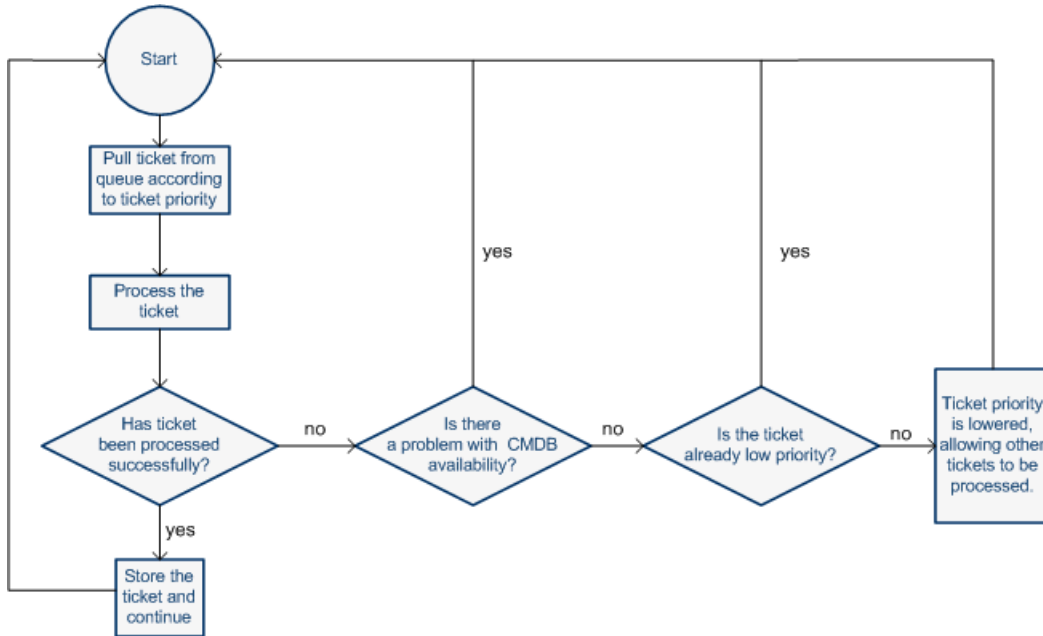 Start
Pull ticket from
queue according
to ticket priority
yes
yes
Process the
ticket
Has ticket
been processed
successfully?
no
Is there
a problem with CMDB
availability?
no
Is the ticket
already low priority?
no
Ticket priority
is lowered,
allowing other
tickets to be
processed.
yes
Store the
ticket and
continue